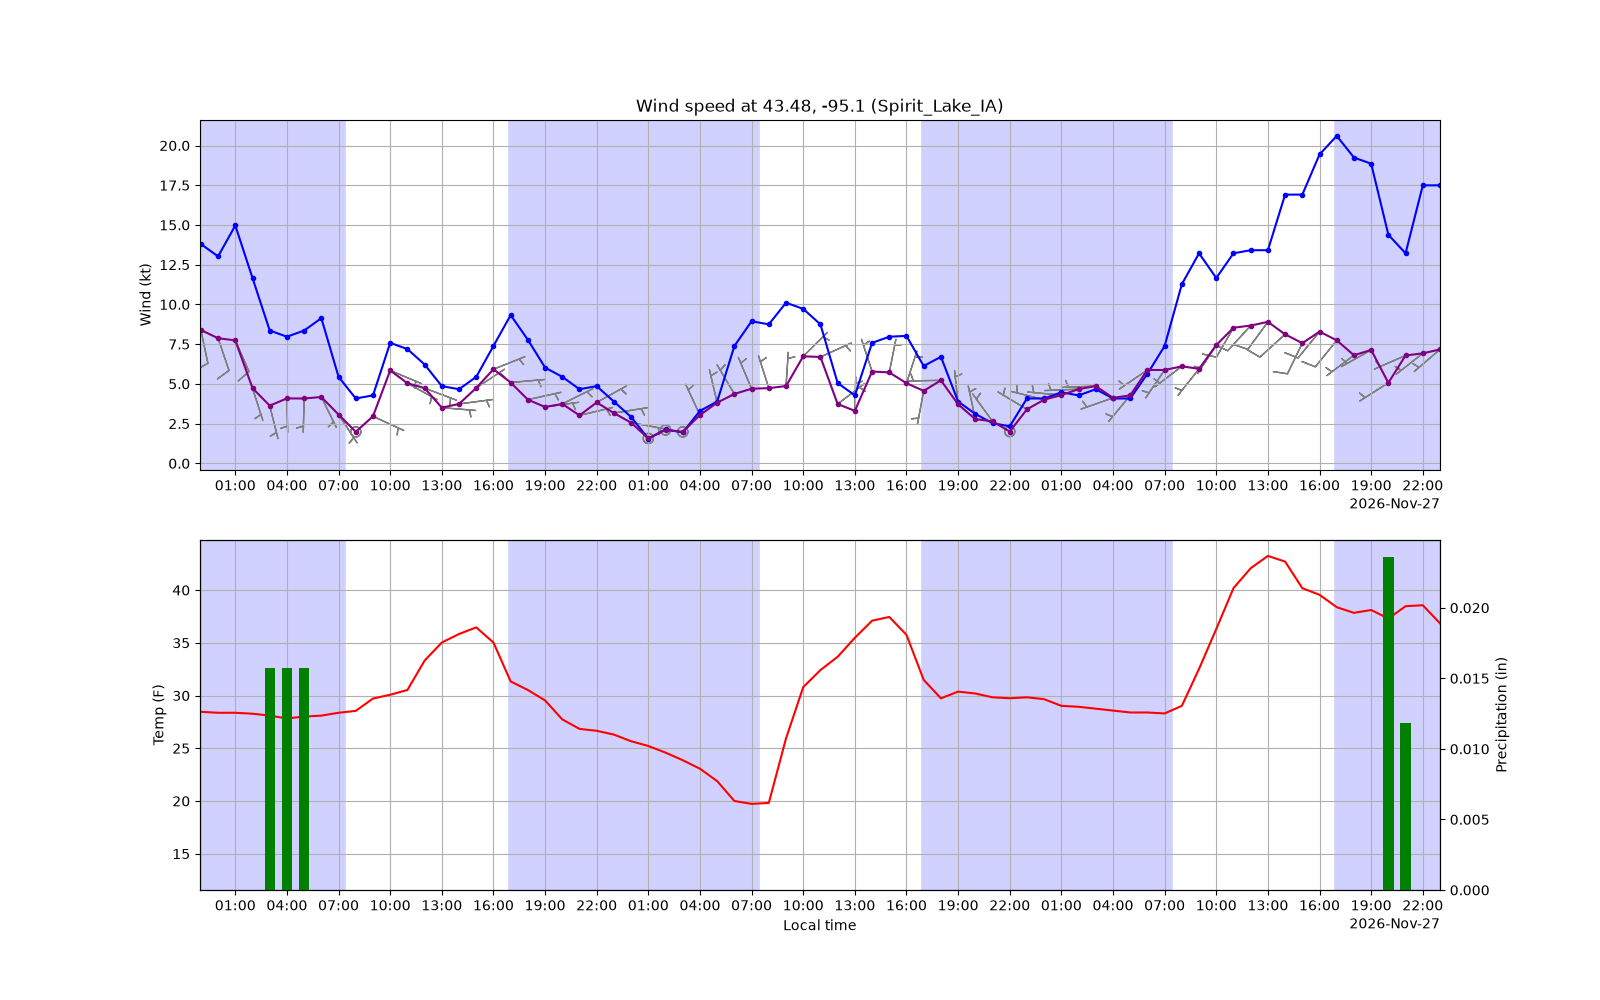 Wind speed at 43.48, -95.1 (Spirit_Lake_IA)
Wind (kt)
20.0
17.5
15.0
12.5
10.0
7.5
5.0
2.5
0.0
01:00 04:00 07:00 10:00 13:00 16:00 19:00 22:00 01:00 04:00 07:00 10:00 13:00 16:00 19:00 22:00 01:00 04:00 07:00 10:00 13:00 16:00 19:00 22:00
2026-Nov-27
Temp (F)
40
35
30
25
20
15
0.020
0.015
0.010
0.005
0.000
Precipitation (in)
01:00 04:00 07:00 10:00 13:00 16:00 19:00 22:00 01:00 04:00 07:00 10:00 13:00 16:00 19:00 22:00 01:00 04:00 07:00 10:00 13:00 16:00 19:00 22:00
Local time
2026-Nov-27